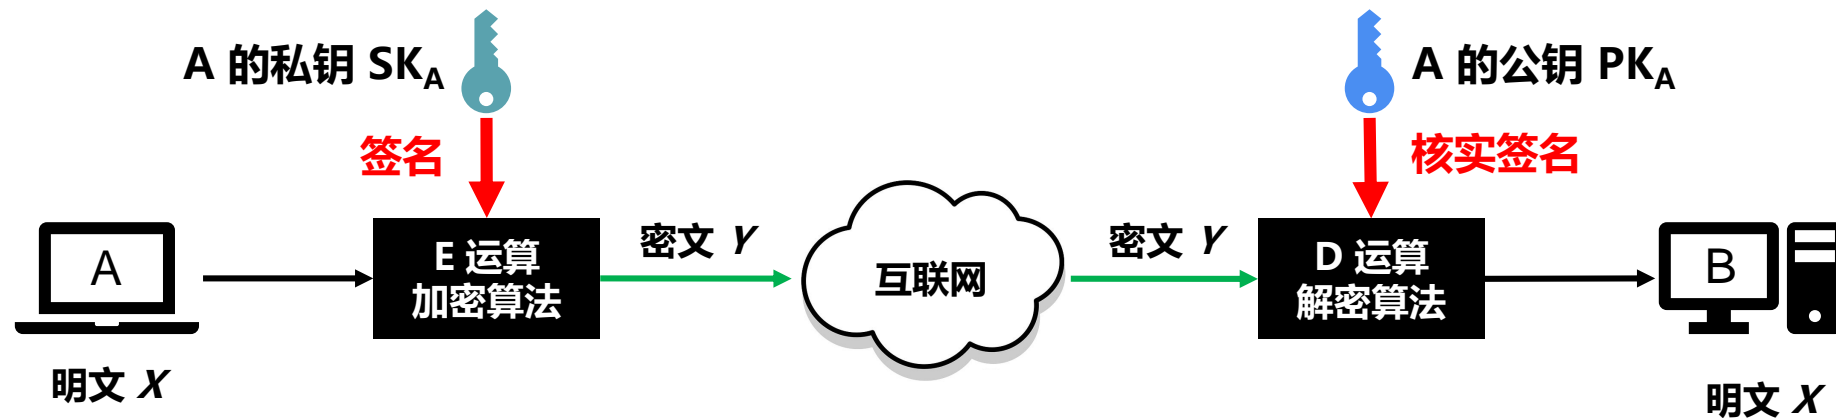 A 的私钥 SKA
A 的公钥 PKA
签名
核实签名
A
E 运算
加密算法
密文 Y
互联网
密文 Y
D 运算
解密算法
B
明文 X
明文 X